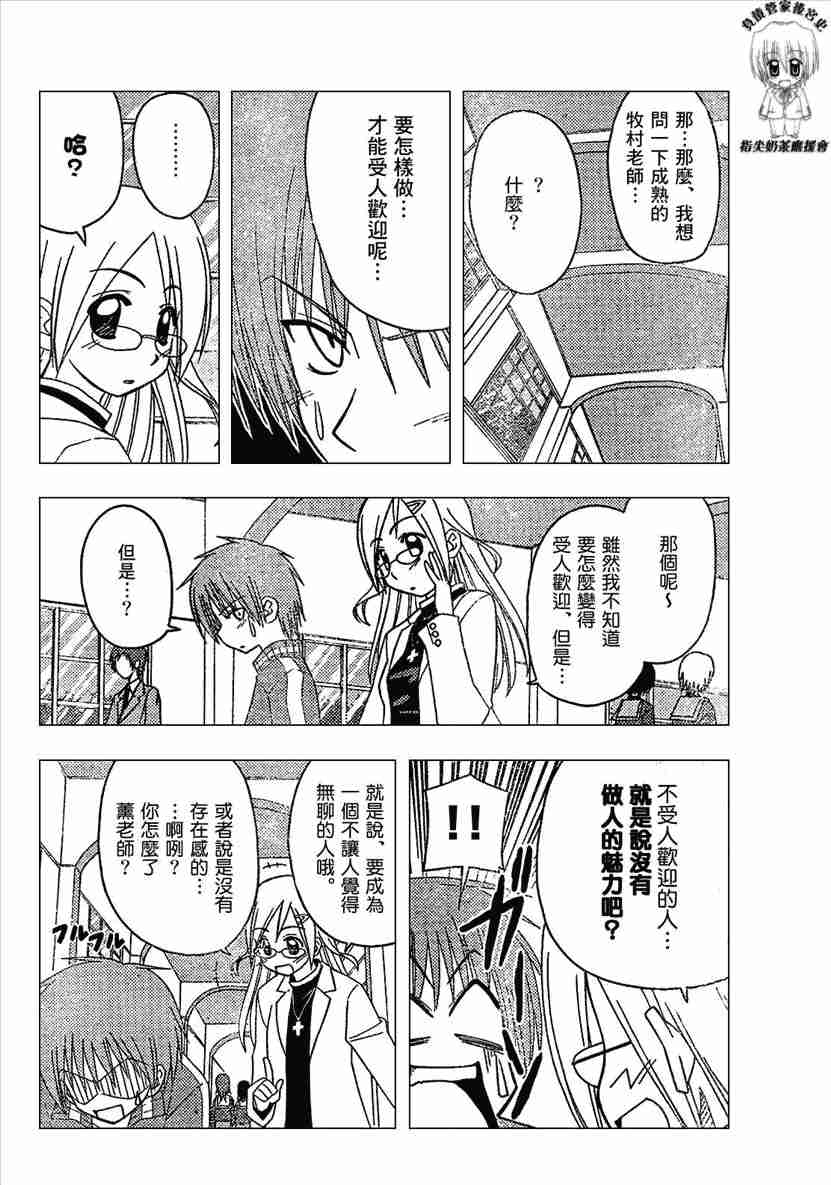 負債管家後宮史
指尖奶茶應援會
那…那麼、我想
問一下成熟的
牧村老師…
?
什麼?
要怎樣做…
才能受人歡迎呢…
………
哈?
那個呢～
雖然我不知道
要怎麼變得
受人歡迎、但是…
但是…?
不受人歡迎的人…
就是說沒有
做人的魅力吧?
!!
ガガッ
就是說、要成為
一個不讓人覺得
無聊的人哦。
或者說是沒有
存在感的…
…啊咧?
你怎麼了
薰老師?
フルフル